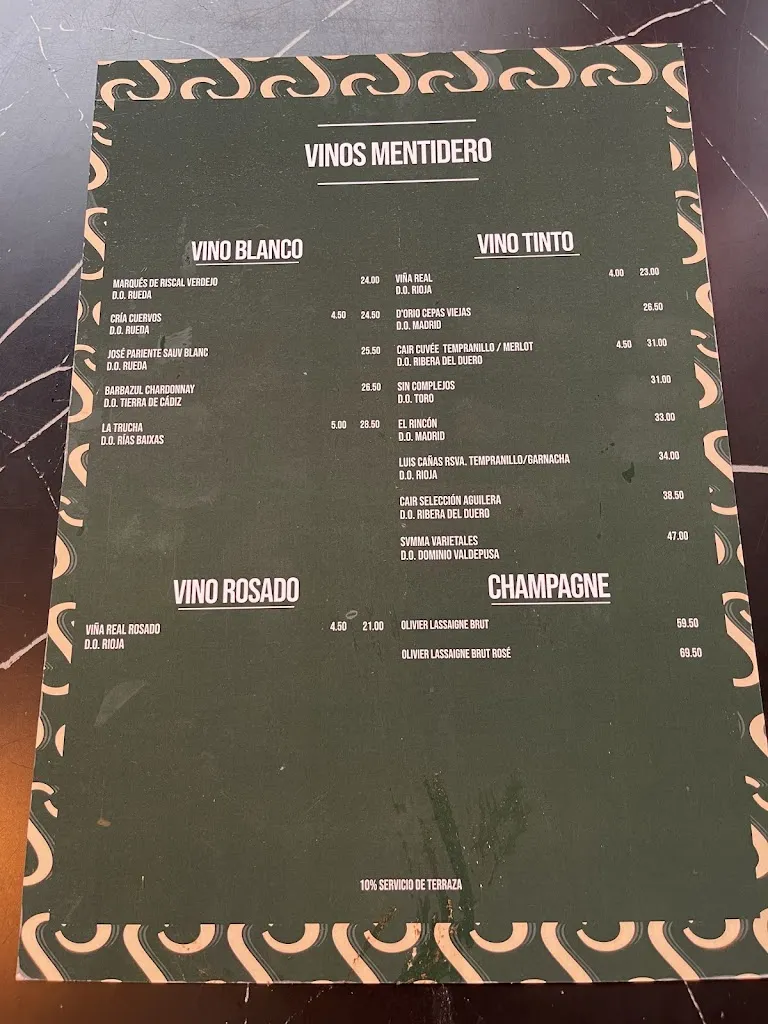 VINOS MENTIDERO
VINO BLANCO
MARQUÉS DE RISCAL VERDEJO 24.00
D.O. RUEDA
CRÍA CUERVOS 4.50 24.50
D.O. RUEDA
JOSÉ PARIENTE SAUV BLANC 25.50
D.O. RUEDA
BARBAZUL CHARDONNAY 26.50
D.O. TIERRA DE CÁDIZ
LA TRUCHA 5.00 28.50
D.O. RÍAS BAIXAS
VINO TINTO
VIÑA REAL 4.00 23.00
D.O. RIOJA
D'ORIO CEPAS VIEJAS 26.50
D.O. MADRID
CAIR CUVÉE TEMPRANILLO / MERLOT 4.50 31.00
D.O. RIBERA DEL DUERO
SIN COMPLEJOS 31.00
D.O. TORO
EL RINCÓN 33.00
D.O. MADRID
LUIS CAÑAS RSVA. TEMPRANILLO/GARNACHA 34.00
D.O. RIOJA
CAIR SELECCIÓN AGUILERA 38.50
D.O. RIBERA DEL DUERO
SVMMA VARIETALES 47.00
D.O. DOMINIO VALDEPUSA
VINO ROSADO
VIÑA REAL ROSADO 4.50 21.00
D.O. RIOJA
CHAMPAGNE
OLIVIER LASSAIGNE BRUT 59.50
OLIVIER LASSAIGNE BRUT ROSÉ 69.50
10% SERVICIO DE TERRAZA